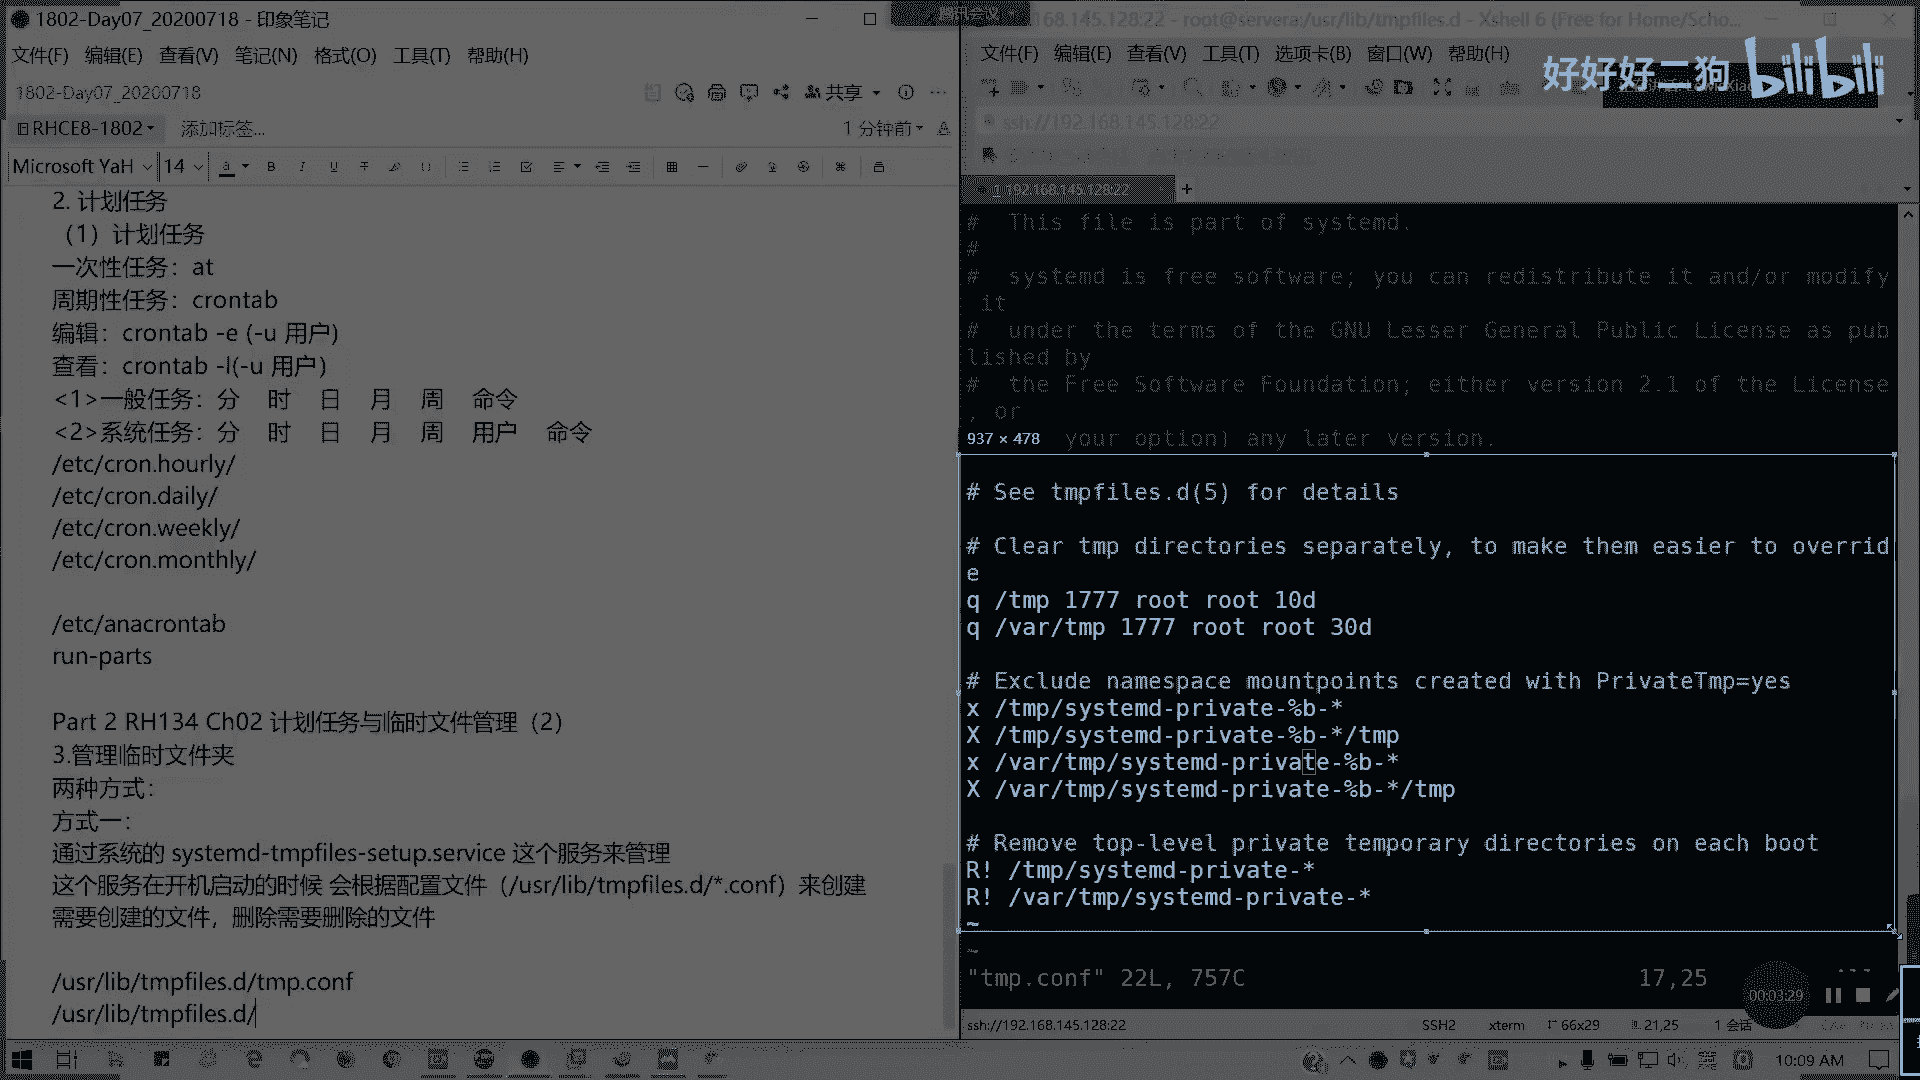 1802-Day07_20200718 - 印象笔记
文件(F) 编辑(E) 查看(V) 笔记(N) 格式(O) 工具(T) 帮助(H)
1802-Day07_20200718
共享
RHCE8-1802 添加标签...
1 分钟前
Microsoft YaH 14
2. 计划任务
（1）计划任务
一次性任务：at
周期性任务：crontab
编辑：crontab -e (-u 用户)
查看：crontab -l(-u 用户)
<1>一般任务：分 时 日 月 周 命令
<2>系统任务：分 时 日 月 周 用户 命令
/etc/cron.hourly/
/etc/cron.daily/
/etc/cron.weekly/
/etc/cron.monthly/
/etc/anacrontab
run-parts
Part 2 RH134 Ch02 计划任务与临时文件管理（2）
3.管理临时文件夹
两种方式：
方式一：
通过系统的 systemd-tmpfiles-setup.service 这个服务来管理
这个服务在开机启动的时候 会根据配置文件（/usr/lib/tmpfiles.d/*.conf）来创建
需要创建的文件，删除需要删除的文件
/usr/lib/tmpfiles.d/tmp.conf
/usr/lib/tmpfiles.d/
腾讯会议
168.145.128:22 - root@servera:/usr/lib/tmpfiles.d - Xshell 6 (Free for Home/Scho...
文件(F) 编辑(E) 查看(V) 工具(T) 选项卡(B) 窗口(W) 帮助(H)
好好好二狗 bilibili
ssh://192.168.145.128:22
1 192.168.145.128:22
#  This file is part of systemd.
#
#  systemd is free software; you can redistribute it and/or modify
 it
#  under the terms of the GNU Lesser General Public License as pub
lished by
#  the Free Software Foundation; either version 2.1 of the License
, or
937 × 478 your option) any later version.
# See tmpfiles.d(5) for details
# Clear tmp directories separately, to make them easier to overrid
e
q /tmp 1777 root root 10d
q /var/tmp 1777 root root 30d
# Exclude namespace mountpoints created with PrivateTmp=yes
x /tmp/systemd-private-%b-*
X /tmp/systemd-private-%b-*/tmp
x /var/tmp/systemd-private-%b-*
X /var/tmp/systemd-private-%b-*/tmp
# Remove top-level private temporary directories on each boot
R! /tmp/systemd-private-*
R! /var/tmp/systemd-private-*
~
~
"tmp.conf" 22L, 757C 17,25
00:03:29
ssh://192.168.145.128:22 SSH2 xterm 66x29 21,25 1 会话
英 10:09 AM